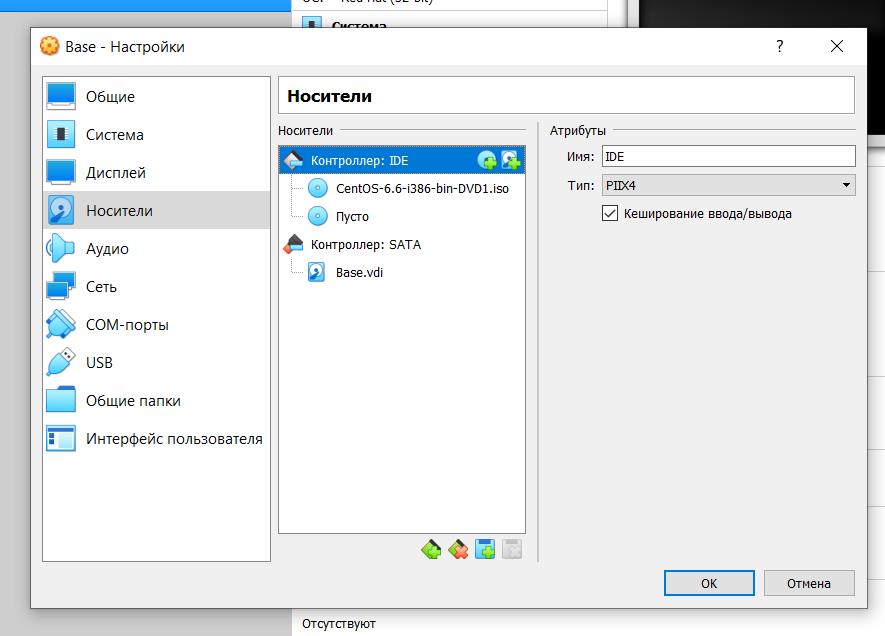 Система
Base - Настройки
?
Общие
Система
Дисплей
Носители
Аудио
Сеть
COM-порты
USB
Общие папки
Интерфейс пользователя
Носители
Носители
Контроллер: IDE
CentOS-6.6-i386-bin-DVD1.iso
Пусто
Контроллер: SATA
Base.vdi
Атрибуты
Имя: IDE
Тип: PIIX4
Кеширование ввода/вывода
OK
Отмена
Отсутствуют